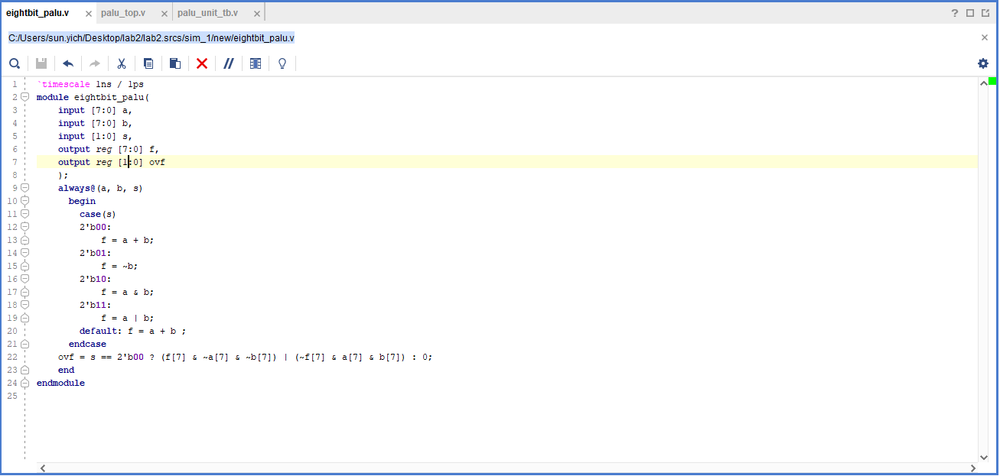 eightbit_palu.v × palu_top.v × palu_unit_tb.v ×
C:/Users/sun.yich/Desktop/lab2/lab2.srcs/sim_1/new/eightbit_palu.v
1 `timescale 1ns / 1ps
2 module eightbit_palu(
3 input [7:0] a,
4 input [7:0] b,
5 input [1:0] s,
6 output reg [7:0] f,
7 output reg [1:0] ovf
8 );
9 always@(a, b, s)
10 begin
11 case(s)
12 2'b00:
13 f = a + b;
14 2'b01:
15 f = ~b;
16 2'b10:
17 f = a & b;
18 2'b11:
19 f = a | b;
20 default: f = a + b ;
21 endcase
22 ovf = s == 2'b00 ? (f[7] & ~a[7] & ~b[7]) | (~f[7] & a[7] & b[7]) : 0;
23 end
24 endmodule
25